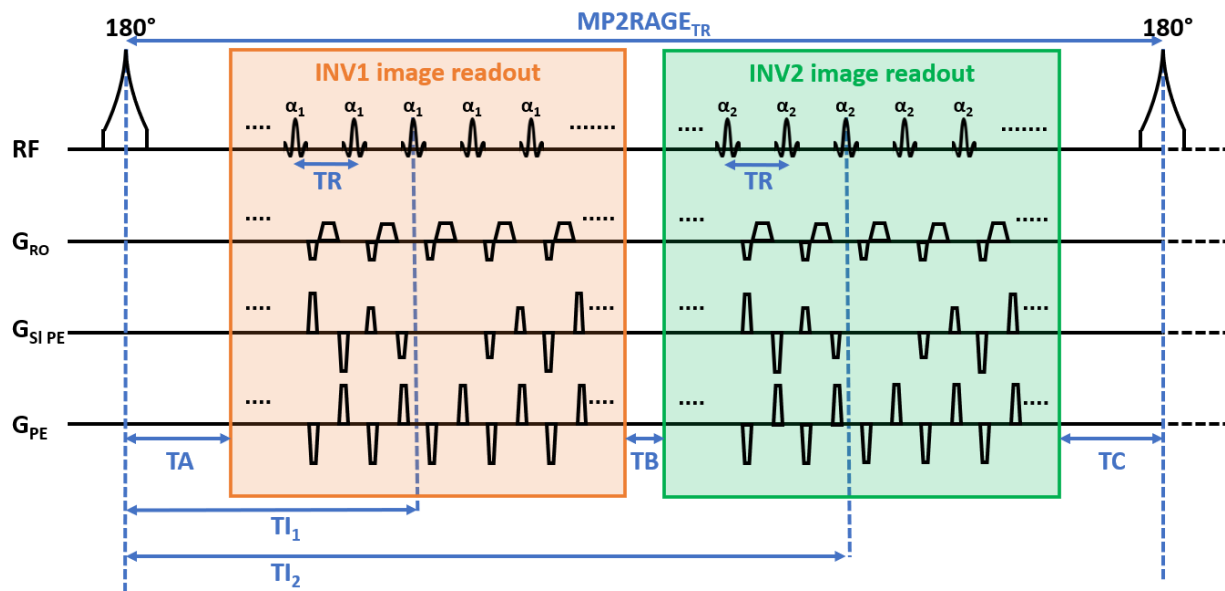 MP2RAGE_TR
180° 180°
INV1 image readout INV2 image readout
.... α₁ α₁ α₁ α₁ α₁ ....... .... α₂ α₂ α₂ α₂ α₂ .......
RF
TR TR
.... ..... .... .....
G_RO
.... .... .... ....
G_SI PE
.... .... .... ....
G_PE
TA TB TC
TI₁
TI₂